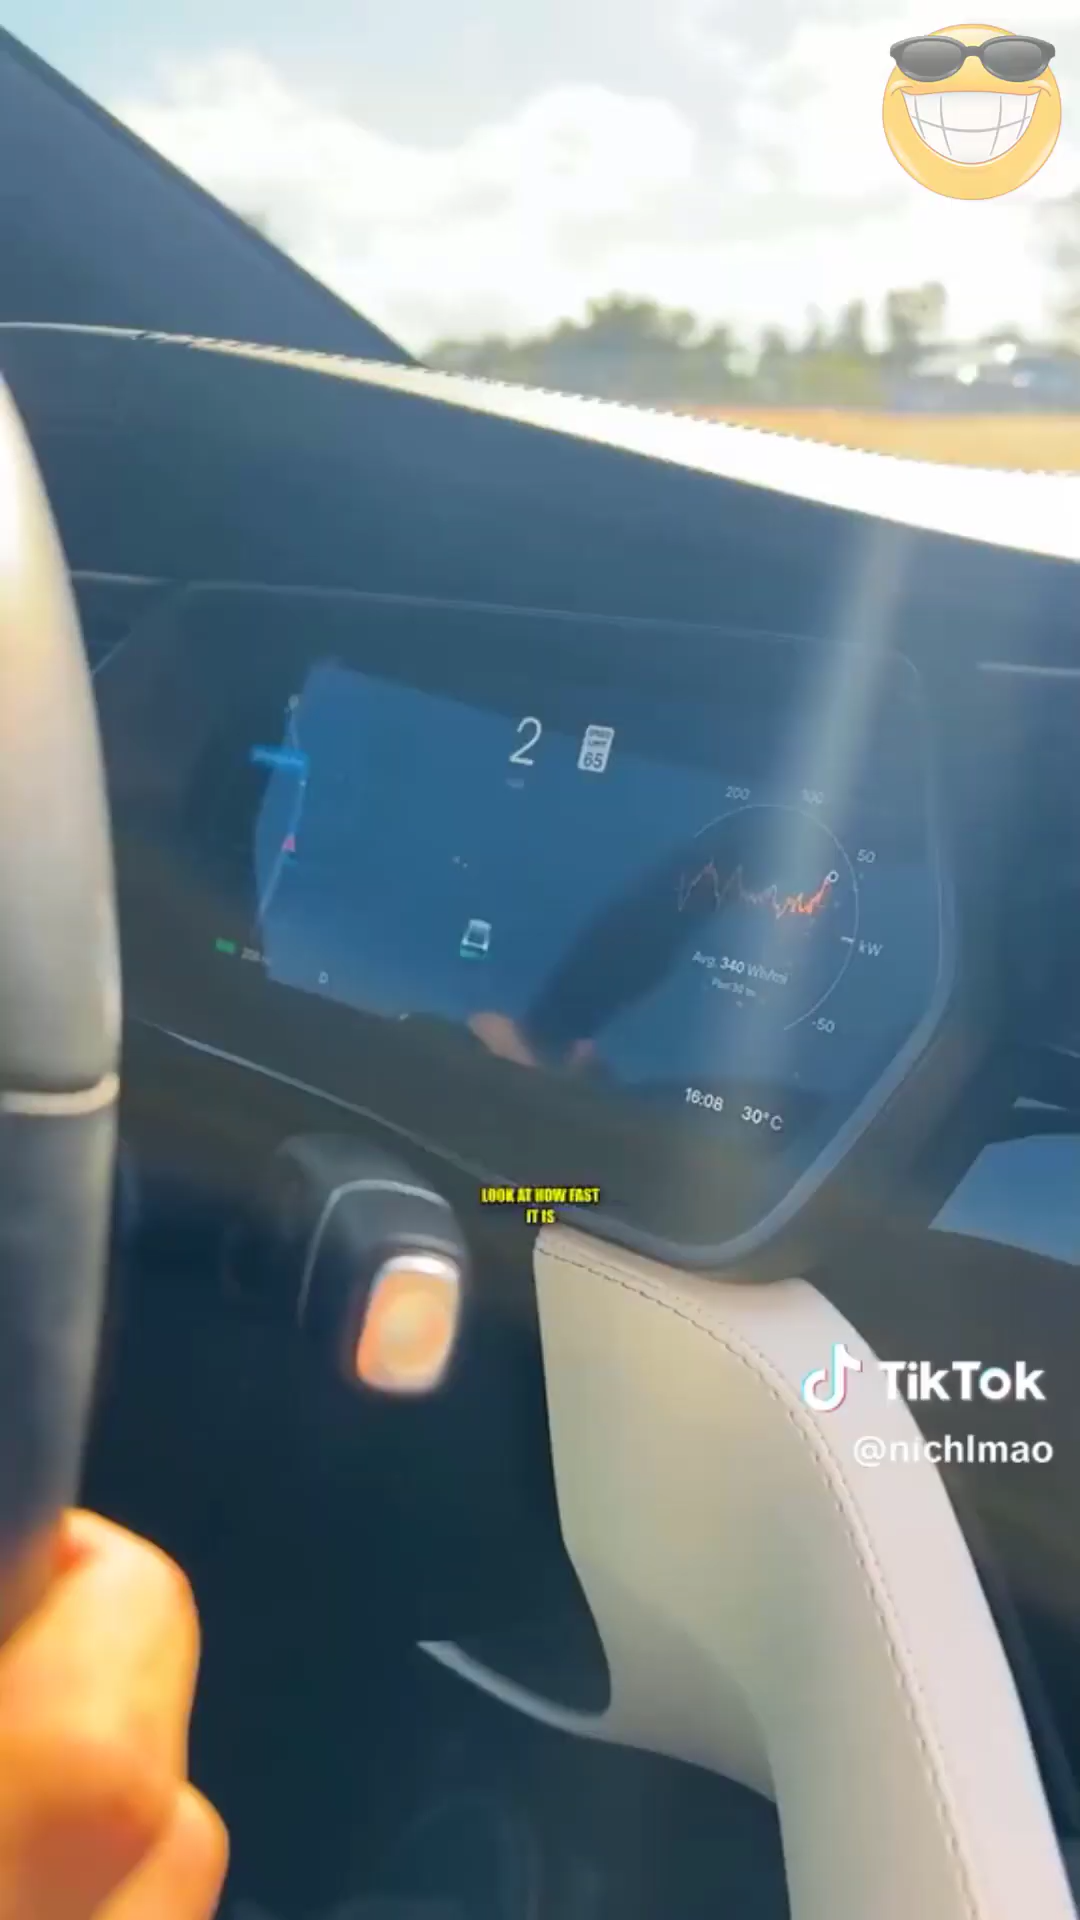 2
SPEED
LIMIT
65
200
100
50
kW
Avg. 340 Wh/mi
-50
D
16:08 30°C
LOOK AT HOW FAST
IT IS
TikTok
@nichlmao